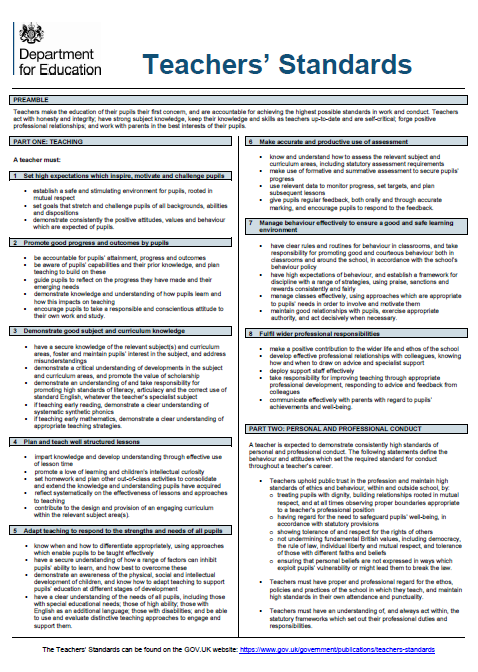 Department
for Education
Teachers' Standards
PREAMBLE
Teachers make the education of their pupils their first concern, and are accountable for achieving the highest possible standards in work and conduct. Teachers
act with honesty and integrity; have strong subject knowledge, keep their knowledge and skills as teachers up-to-date and are self-critical; forge positive
professional relationships; and work with parents in the best interests of their pupils.
PART ONE: TEACHING
A teacher must:
1 Set high expectations which inspire, motivate and challenge pupils
• establish a safe and stimulating environment for pupils, rooted in
mutual respect
• set goals that stretch and challenge pupils of all backgrounds, abilities
and dispositions
• demonstrate consistently the positive attitudes, values and behaviour
which are expected of pupils.
2 Promote good progress and outcomes by pupils
• be accountable for pupils' attainment, progress and outcomes
• be aware of pupils' capabilities and their prior knowledge, and plan
teaching to build on these
• guide pupils to reflect on the progress they have made and their
emerging needs
• demonstrate knowledge and understanding of how pupils learn and
how this impacts on teaching
• encourage pupils to take a responsible and conscientious attitude to
their own work and study.
3 Demonstrate good subject and curriculum knowledge
• have a secure knowledge of the relevant subject(s) and curriculum
areas, foster and maintain pupils' interest in the subject, and address
misunderstandings
• demonstrate a critical understanding of developments in the subject
and curriculum areas, and promote the value of scholarship
• demonstrate an understanding of and take responsibility for
promoting high standards of literacy, articulacy and the correct use of
standard English, whatever the teacher's specialist subject
• if teaching early reading, demonstrate a clear understanding of
systematic synthetic phonics
• if teaching early mathematics, demonstrate a clear understanding of
appropriate teaching strategies.
4 Plan and teach well structured lessons
• impart knowledge and develop understanding through effective use
of lesson time
• promote a love of learning and children's intellectual curiosity
• set homework and plan other out-of-class activities to consolidate
and extend the knowledge and understanding pupils have acquired
• reflect systematically on the effectiveness of lessons and approaches
to teaching
• contribute to the design and provision of an engaging curriculum
within the relevant subject area(s).
5 Adapt teaching to respond to the strengths and needs of all pupils
• know when and how to differentiate appropriately, using approaches
which enable pupils to be taught effectively
• have a secure understanding of how a range of factors can inhibit
pupils' ability to learn, and how best to overcome these
• demonstrate an awareness of the physical, social and intellectual
development of children, and know how to adapt teaching to support
pupils' education at different stages of development
• have a clear understanding of the needs of all pupils, including those
with special educational needs; those of high ability; those with
English as an additional language; those with disabilities; and be able
to use and evaluate distinctive teaching approaches to engage and
support them.
6 Make accurate and productive use of assessment
• know and understand how to assess the relevant subject and
curriculum areas, including statutory assessment requirements
• make use of formative and summative assessment to secure pupils'
progress
• use relevant data to monitor progress, set targets, and plan
subsequent lessons
• give pupils regular feedback, both orally and through accurate
marking, and encourage pupils to respond to the feedback.
7 Manage behaviour effectively to ensure a good and safe learning
environment
• have clear rules and routines for behaviour in classrooms, and take
responsibility for promoting good and courteous behaviour both in
classrooms and around the school, in accordance with the school's
behaviour policy
• have high expectations of behaviour, and establish a framework for
discipline with a range of strategies, using praise, sanctions and
rewards consistently and fairly
• manage classes effectively, using approaches which are appropriate
to pupils' needs in order to involve and motivate them
• maintain good relationships with pupils, exercise appropriate
authority, and act decisively when necessary.
8 Fulfil wider professional responsibilities
• make a positive contribution to the wider life and ethos of the school
• develop effective professional relationships with colleagues, knowing
how and when to draw on advice and specialist support
• deploy support staff effectively
• take responsibility for improving teaching through appropriate
professional development, responding to advice and feedback from
colleagues
• communicate effectively with parents with regard to pupils'
achievements and well-being.
PART TWO: PERSONAL AND PROFESSIONAL CONDUCT
A teacher is expected to demonstrate consistently high standards of
personal and professional conduct. The following statements define the
behaviour and attitudes which set the required standard for conduct
throughout a teacher's career.
• Teachers uphold public trust in the profession and maintain high
standards of ethics and behaviour, within and outside school, by:
o treating pupils with dignity, building relationships rooted in mutual
respect, and at all times observing proper boundaries appropriate
to a teacher's professional position
o having regard for the need to safeguard pupils' well-being, in
accordance with statutory provisions
o showing tolerance of and respect for the rights of others
o not undermining fundamental British values, including democracy,
the rule of law, individual liberty and mutual respect, and tolerance
of those with different faiths and beliefs
o ensuring that personal beliefs are not expressed in ways which
exploit pupils' vulnerability or might lead them to break the law.
• Teachers must have proper and professional regard for the ethos,
policies and practices of the school in which they teach, and maintain
high standards in their own attendance and punctuality.
• Teachers must have an understanding of, and always act within, the
statutory frameworks which set out their professional duties and
responsibilities.
The Teachers' Standards can be found on the GOV.UK website: https://www.gov.uk/government/publications/teachers-standards